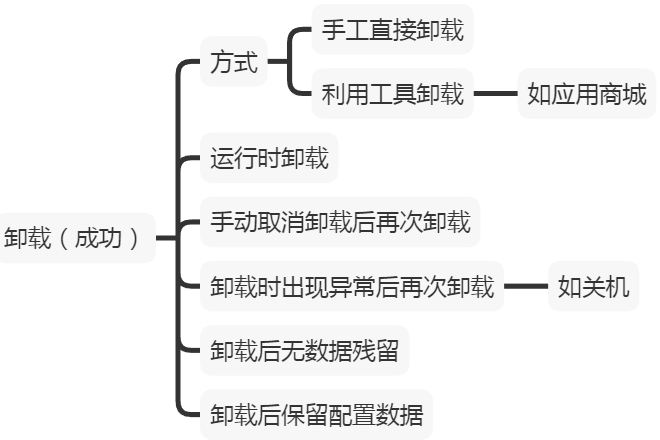 手工直接卸载
方式
利用工具卸载
如应用商城
运行时卸载
手动取消卸载后再次卸载
卸载（成功）
卸载时出现异常后再次卸载
如关机
卸载后无数据残留
卸载后保留配置数据